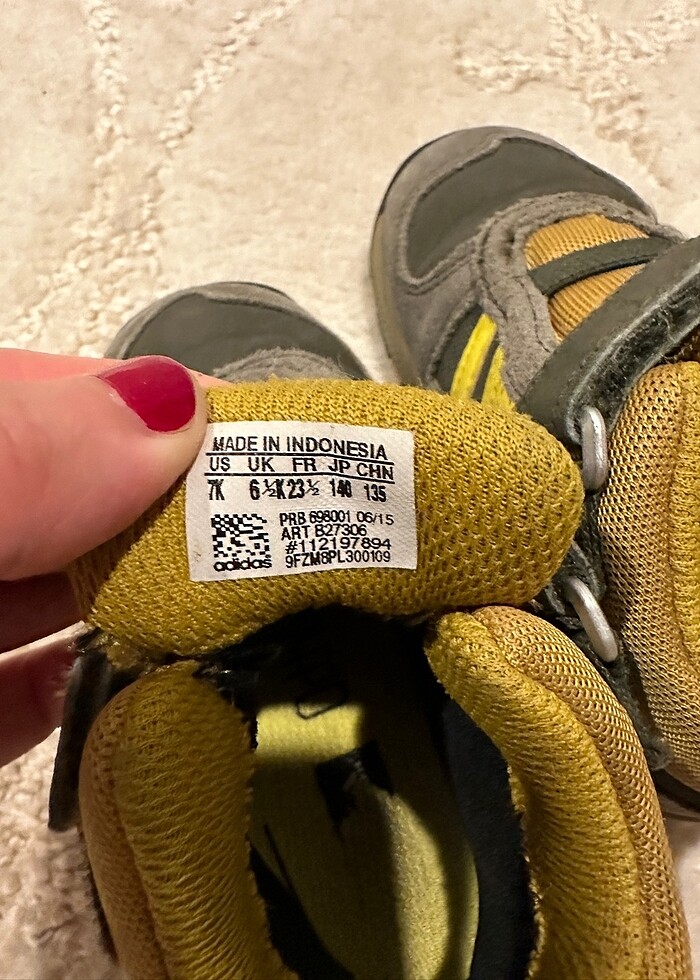 MADE IN INDONESIA
US UK FR JP CHN
7K 6½K 23½ 140 135
PRB 698001 06/15
ART B27306
#112197894
adidas 9FZM8PL300109